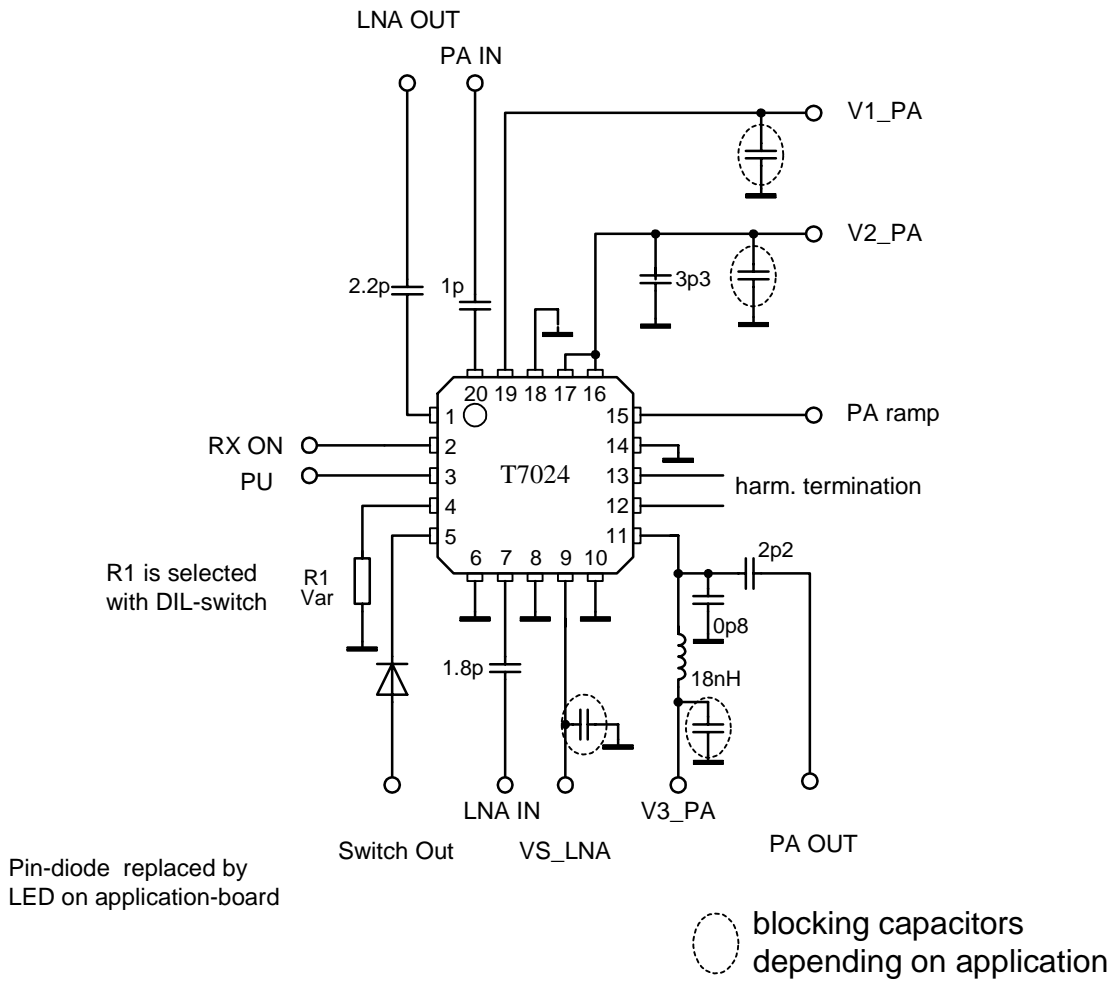 LNA OUT
PA IN
V1_PA
V2_PA
2.2p
1p
3p3
20 19 18 17 16
1
15
PA ramp
RX ON
2
14
PU
3
T7024
13
harm. termination
4
12
5
11
6 7 8 9 10
2p2
R1 is selected
with DIL-switch
R1
Var
0p8
1.8p
18nH
LNA IN
V3_PA
Switch Out
VS_LNA
PA OUT
Pin-diode replaced by
LED on application-board
blocking capacitors
depending on application